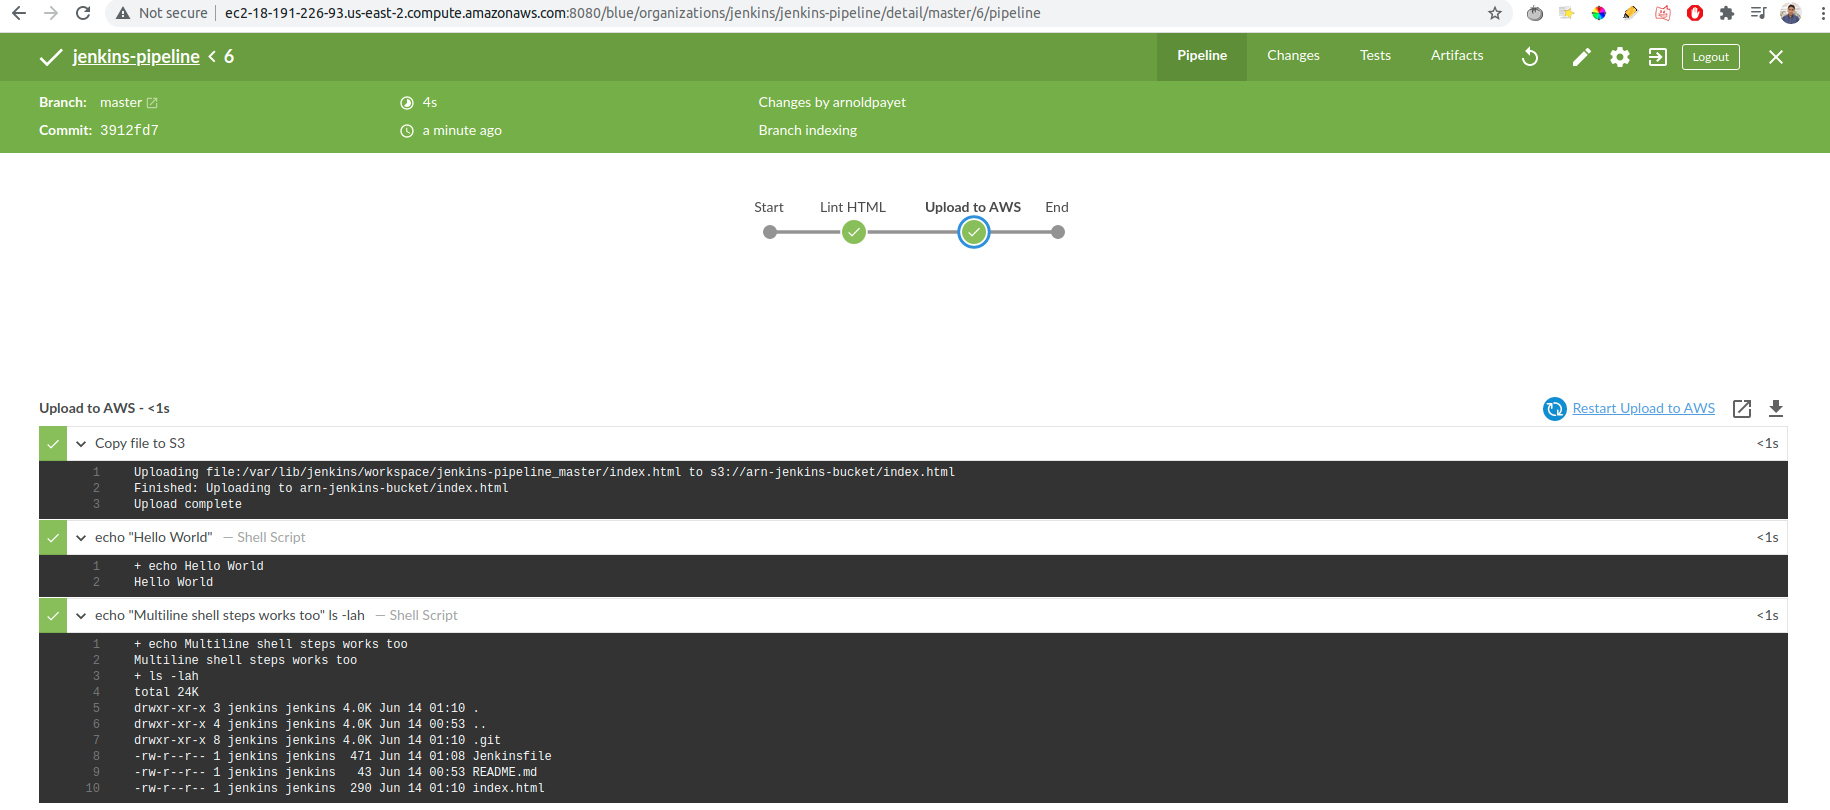 Not secure | ec2-18-191-226-93.us-east-2.compute.amazonaws.com:8080/blue/organizations/jenkins/jenkins-pipeline/detail/master/6/pipeline
jenkins-pipeline < 6 Pipeline Changes Tests Artifacts Logout
Branch: master 4s Changes by arnoldpayet
Commit: 3912fd7 a minute ago Branch indexing
Start Lint HTML Upload to AWS End
Upload to AWS - <1s Restart Upload to AWS
Copy file to S3 <1s
1 Uploading file:/var/lib/jenkins/workspace/jenkins-pipeline_master/index.html to s3://arn-jenkins-bucket/index.html
2 Finished: Uploading to arn-jenkins-bucket/index.html
3 Upload complete
echo "Hello World" — Shell Script <1s
1 + echo Hello World
2 Hello World
echo "Multiline shell steps works too" ls -lah — Shell Script <1s
1 + echo Multiline shell steps works too
2 Multiline shell steps works too
3 + ls -lah
4 total 24K
5 drwxr-xr-x 3 jenkins jenkins 4.0K Jun 14 01:10 .
6 drwxr-xr-x 4 jenkins jenkins 4.0K Jun 14 00:53 ..
7 drwxr-xr-x 8 jenkins jenkins 4.0K Jun 14 01:10 .git
8 -rw-r--r-- 1 jenkins jenkins  471 Jun 14 01:08 Jenkinsfile
9 -rw-r--r-- 1 jenkins jenkins   43 Jun 14 00:53 README.md
10 -rw-r--r-- 1 jenkins jenkins  290 Jun 14 01:10 index.html